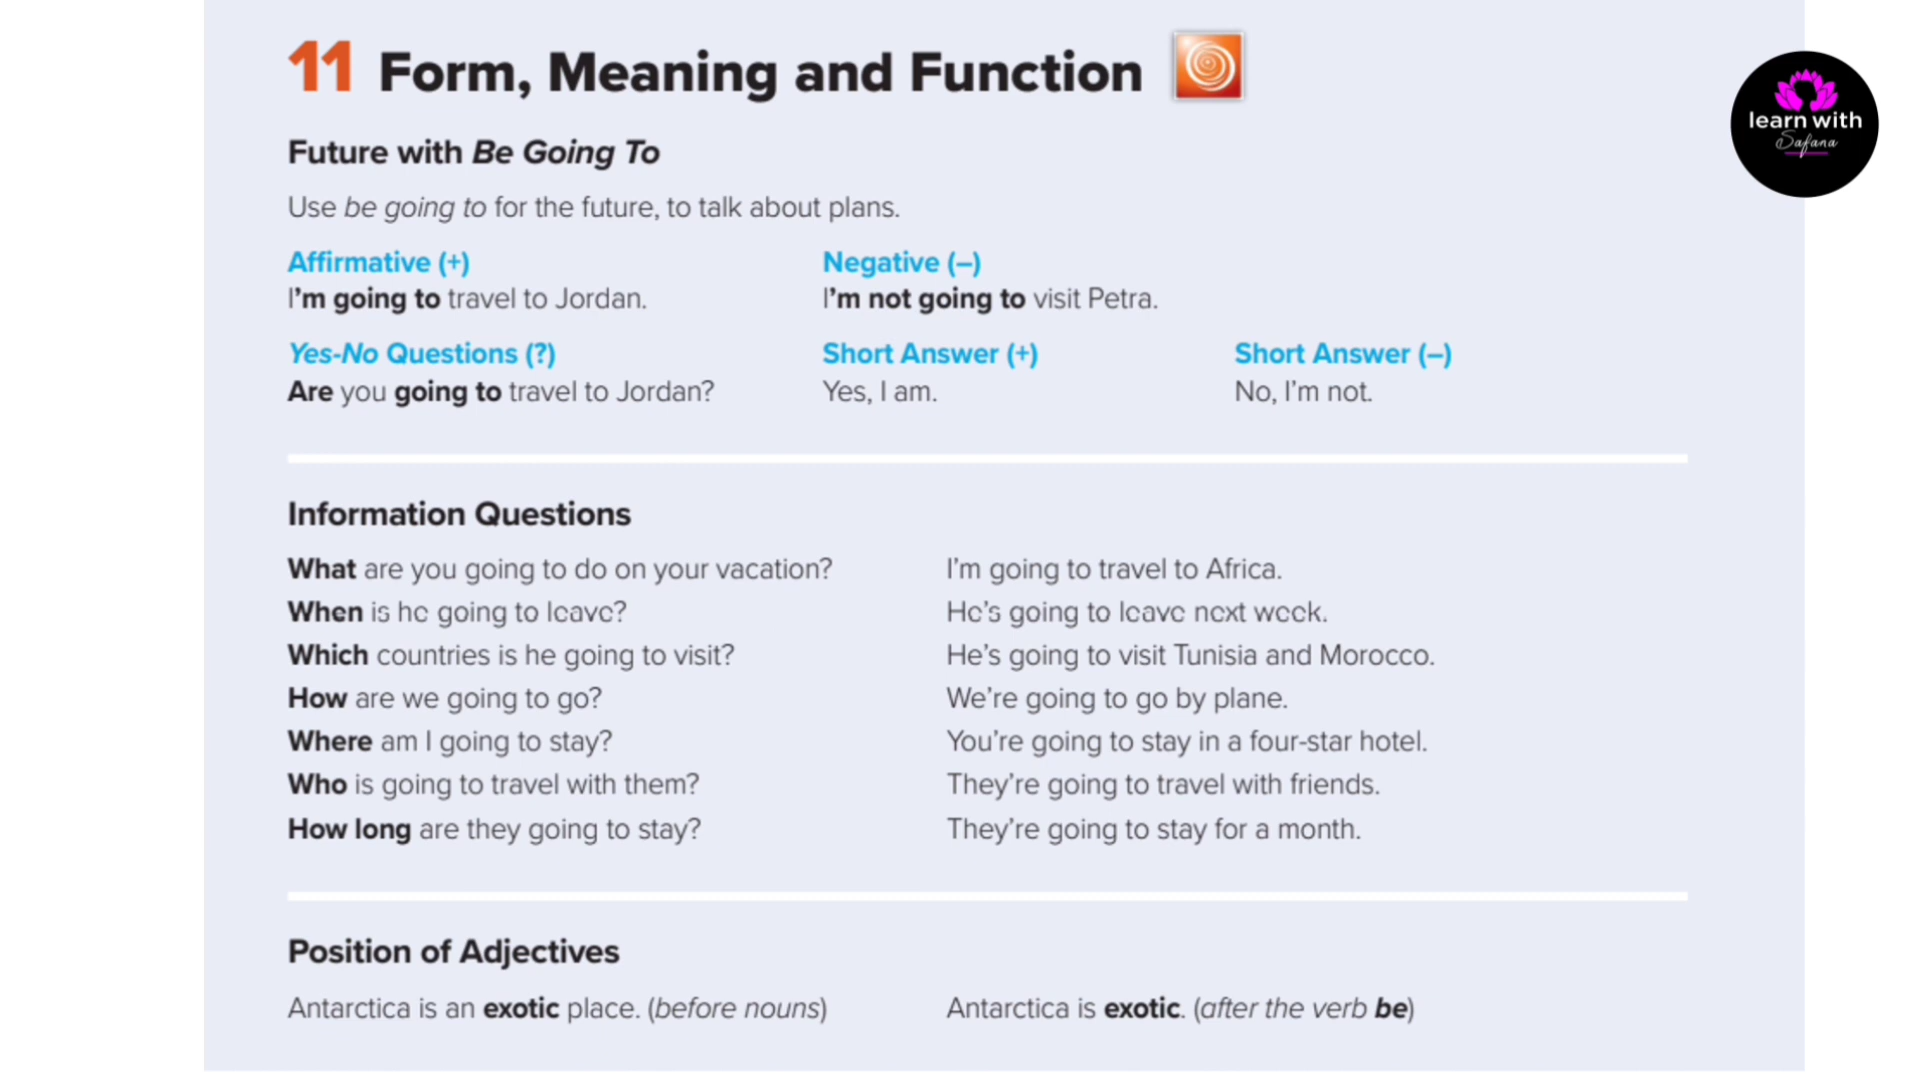 11 Form, Meaning and Function
learn with
Safana
Future with Be Going To
Use be going to for the future, to talk about plans.
Affirmative (+) Negative (–)
I'm going to travel to Jordan. I'm not going to visit Petra.
Yes-No Questions (?) Short Answer (+) Short Answer (–)
Are you going to travel to Jordan? Yes, I am. No, I'm not.
Information Questions
What are you going to do on your vacation? I'm going to travel to Africa.
When is he going to leave? He's going to leave next week.
Which countries is he going to visit? He's going to visit Tunisia and Morocco.
How are we going to go? We're going to go by plane.
Where am I going to stay? You're going to stay in a four-star hotel.
Who is going to travel with them? They're going to travel with friends.
How long are they going to stay? They're going to stay for a month.
Position of Adjectives
Antarctica is an exotic place. (before nouns) Antarctica is exotic. (after the verb be)